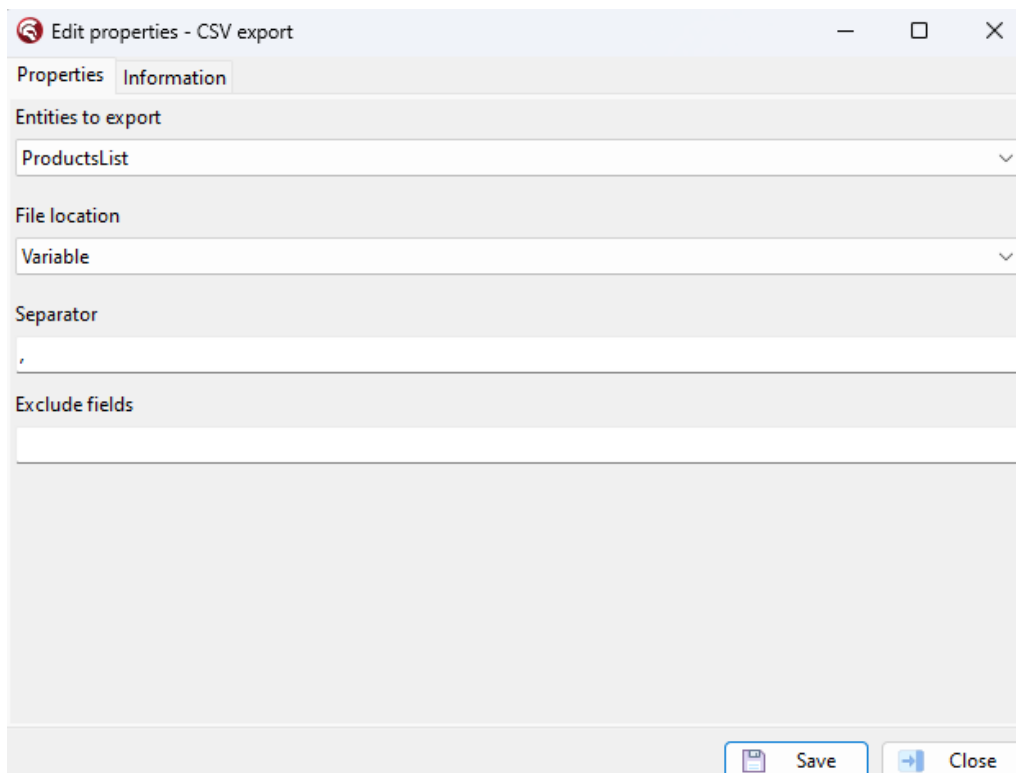 Edit properties - CSV export
Properties Information
Entities to export
ProductsList
File location
Variable
Separator
,
Exclude fields
Save Close